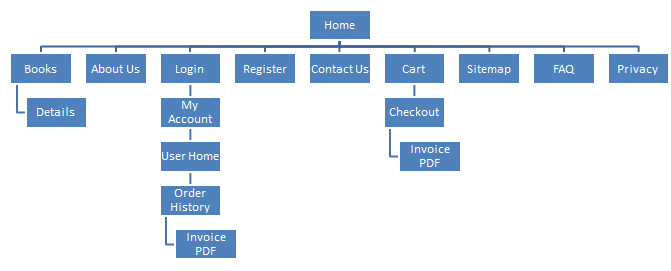 Home
Books
About Us
Login
Register
Contact Us
Cart
Sitemap
FAQ
Privacy
Details
My
Account
Checkout
User Home
Invoice
PDF
Order
History
Invoice
PDF